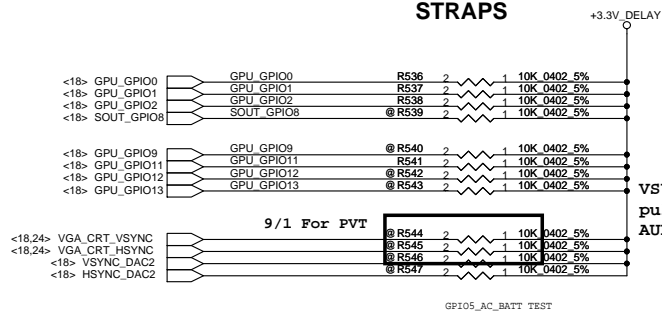 STRAPS
+3.3V_DELAY
<18> GPU_GPIO0 GPU_GPIO0 R536 2 1 10K_0402_5%
<18> GPU_GPIO1 GPU_GPIO1 R537 2 1 10K_0402_5%
<18> GPU_GPIO2 GPU_GPIO2 R538 2 1 10K_0402_5%
<18> SOUT_GPIO8 SOUT_GPIO8 @R539 2 1 10K_0402_5%
<18> GPU_GPIO9 GPU_GPIO9 @R540 2 1 10K_0402_5%
<18> GPU_GPIO11 GPU_GPIO11 R541 2 1 10K_0402_5%
<18> GPU_GPIO12 GPU_GPIO12 @R542 2 1 10K_0402_5%
<18> GPU_GPIO13 GPU_GPIO13 @R543 2 1 10K_0402_5%
VSY
pu
AUD
9/1 For PVT
<18,24> VGA_CRT_VSYNC @R544 2 1 10K_0402_5%
<18,24> VGA_CRT_HSYNC @R545 2 1 10K_0402_5%
<18> VSYNC_DAC2 @R546 2 1 10K_0402_5%
<18> HSYNC_DAC2 @R547 2 1 10K_0402_5%
GPIO5_AC_BATT TEST